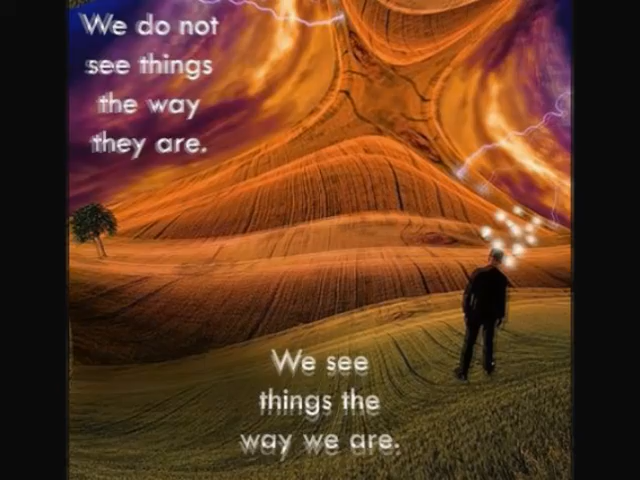 We do not
see things
the way
they are.
We see
things the
way we are.